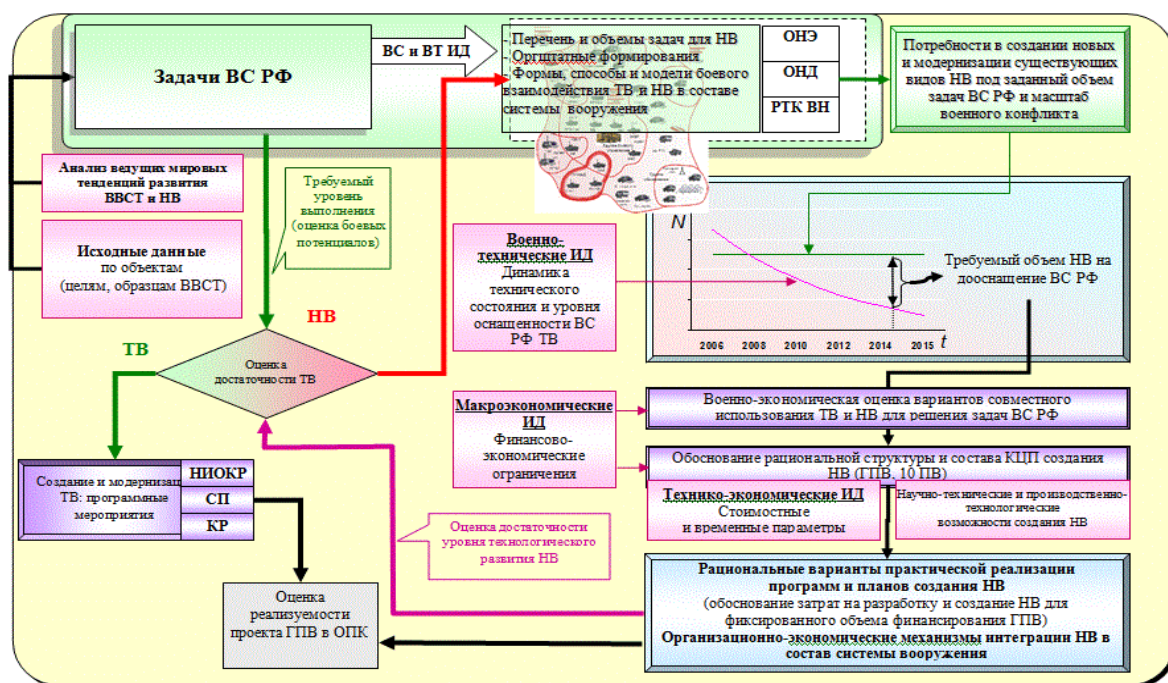 Задачи ВС РФ
ВС и ВТ ИД
- Перечень и объемы задач для НВ
- Оргштатные формирования
- Формы, способы и модели боевого
взаимодействия ТВ и НВ в составе
системы вооружения
ОНЭ
ОНД
РТК ВН
Потребности в создании новых
и модернизации существующих
видов НВ под заданный объем
задач ВС РФ и масштаб
военного конфликта
Анализ ведущих мировых
тенденций развития
ВВСТ и НВ
Исходные данные
по объектам
(целям, образцам ВВСТ)
Требуемый
уровень
выполнения
(оценка боевых
потенциалов)
Военно-
технические ИД
Динамика
технического
состояния и уровня
оснащенности ВС
РФ ТВ
N
Требуемый объем НВ на
дооснащение ВС РФ
2006 2008 2010 2012 2014 2015
t
НВ
ТВ
Оценка
достаточности ТВ
Макроэкономические
ИД
Финансово-
экономические
ограничения
Военно-экономическая оценка вариантов совместного
использования ТВ и НВ для решения задач ВС РФ
Обоснование рациональной структуры и состава КЦП создания
НВ (ГПВ, 10 ПВ)
Технико-экономические ИД
Стоимостные
и временные параметры
Научно-технические и производственно-
технологические
возможности создания НВ
Создание и модернизац
ТВ: программные
мероприятия
НИОКР
СП
КР
Оценка достаточности
уровня технологического
развития НВ
Оценка
реализуемости
проекта ГПВ в ОПК
Рациональные варианты практической реализации
программ и планов создания НВ
(обоснование затрат на разработку и создание НВ для
фиксированного объема финансирования ГПВ)
Организационно-экономические механизмы интеграции НВ в
состав системы вооружения